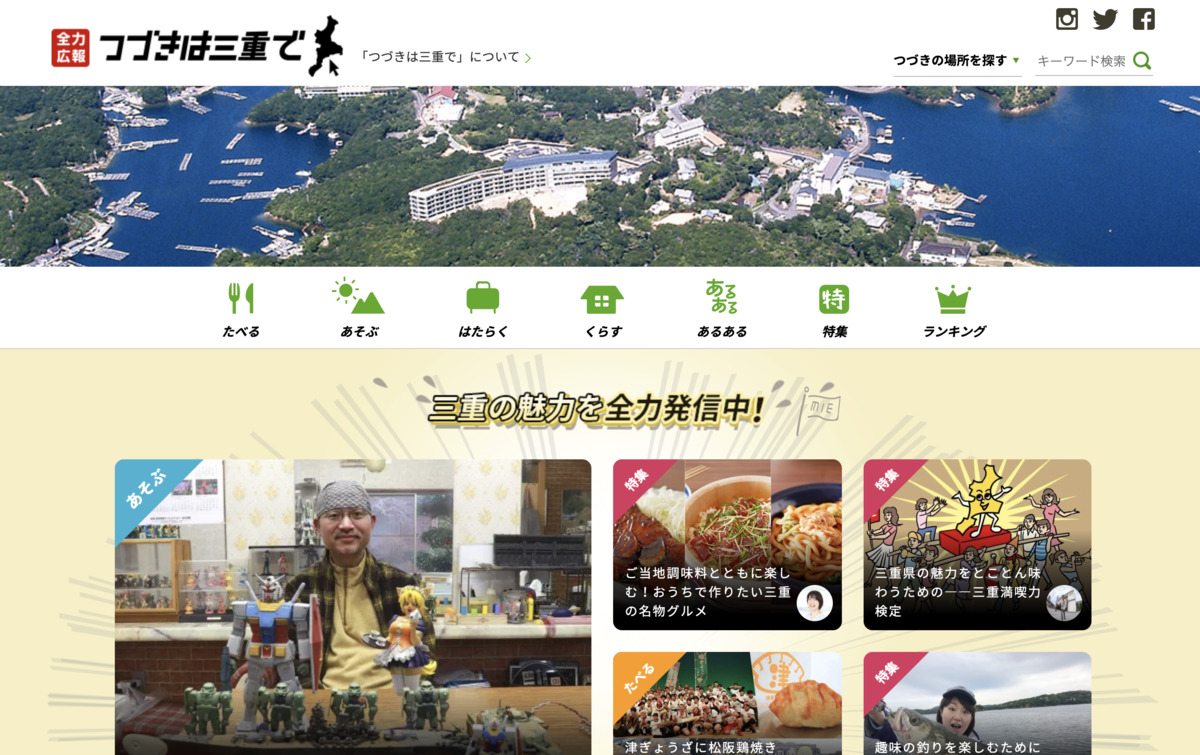 全力
広報
つづきは三重で
「つづきは三重で」について
つづきの場所を探す
キーワード検索
たべる
あそぶ
はたらく
くらす
ある
ある
あるある
特
特集
ランキング
三重の魅力を全力発信中!
MIE
あそぶ
特集
ご当地調味料とともに楽し
む!おうちで作りたい三重
の名物グルメ
特集
三重県の魅力をとことん味
わうための――三重満喫力
検定
たべる
津
津ぎょうざに松阪鶏焼き
特集
趣味の釣りを楽しむために